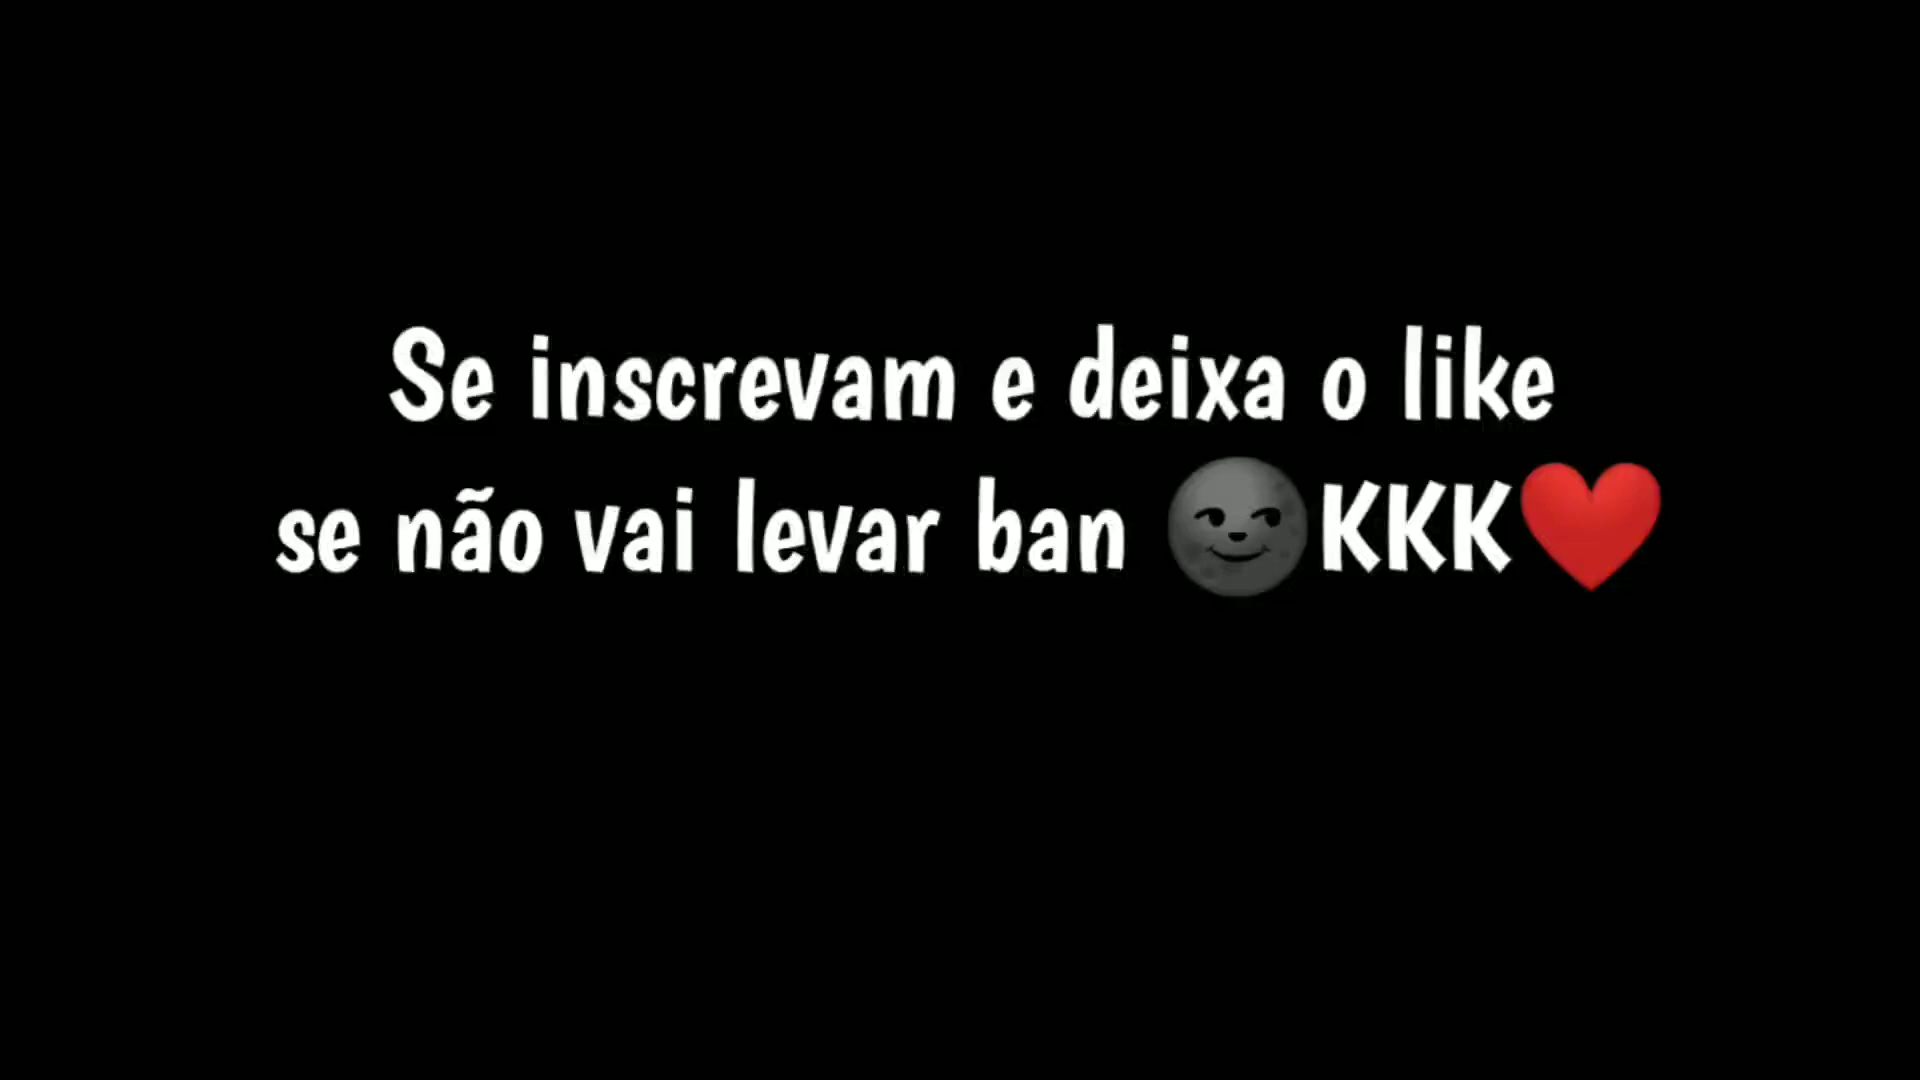 Se inscrevam e deixa o like
se não vai levar ban 🌚KKK❤️